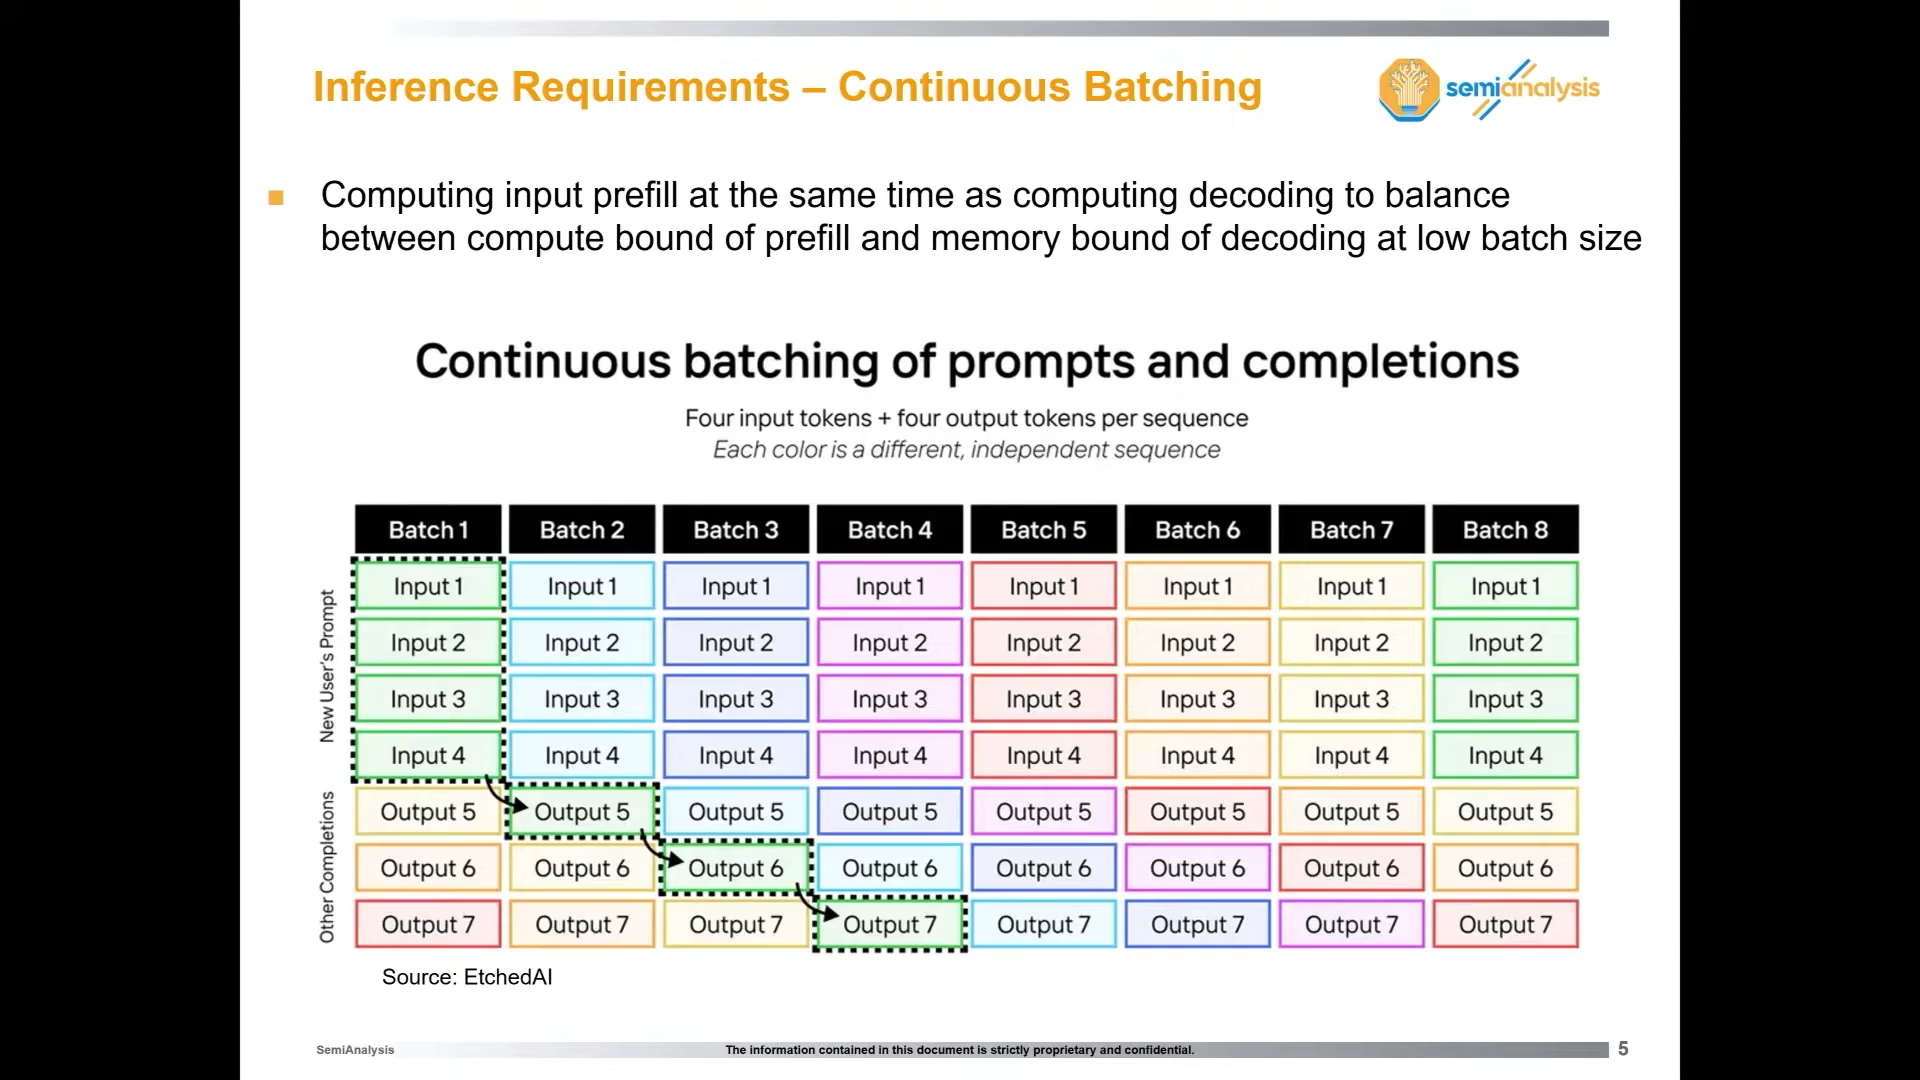 Inference Requirements – Continuous Batching
semianalysis
Computing input prefill at the same time as computing decoding to balance
between compute bound of prefill and memory bound of decoding at low batch size
Continuous batching of prompts and completions
Four input tokens + four output tokens per sequence
Each color is a different, independent sequence
Batch 1 Batch 2 Batch 3 Batch 4 Batch 5 Batch 6 Batch 7 Batch 8
New User's Prompt
Input 1 Input 1 Input 1 Input 1 Input 1 Input 1 Input 1 Input 1
Input 2 Input 2 Input 2 Input 2 Input 2 Input 2 Input 2 Input 2
Input 3 Input 3 Input 3 Input 3 Input 3 Input 3 Input 3 Input 3
Input 4 Input 4 Input 4 Input 4 Input 4 Input 4 Input 4 Input 4
Other Completions
Output 5 Output 5 Output 5 Output 5 Output 5 Output 5 Output 5 Output 5
Output 6 Output 6 Output 6 Output 6 Output 6 Output 6 Output 6 Output 6
Output 7 Output 7 Output 7 Output 7 Output 7 Output 7 Output 7 Output 7
Source: EtchedAI
SemiAnalysis
The information contained in this document is strictly proprietary and confidential.
5